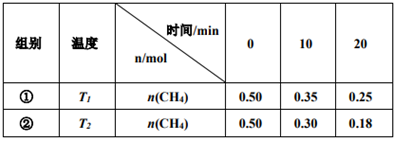 组别 温度 时间/min n/mol 0 10 20
① T₁ n(CH₄) 0.50 0.35 0.25
② T₂ n(CH₄) 0.50 0.30 0.18